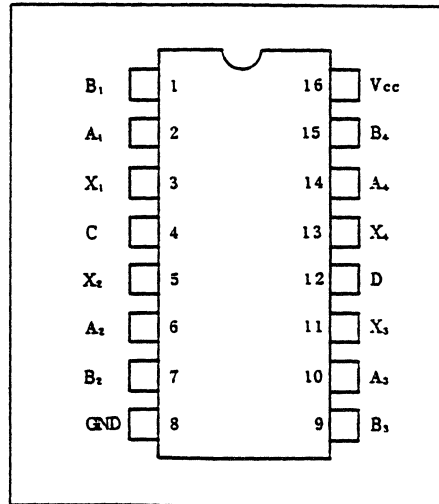 B₁ 1 16 Vcc
A₁ 2 15 B₄
X₁ 3 14 A₄
C 4 13 X₄
X₂ 5 12 D
A₂ 6 11 X₃
B₂ 7 10 A₃
GND 8 9 B₃